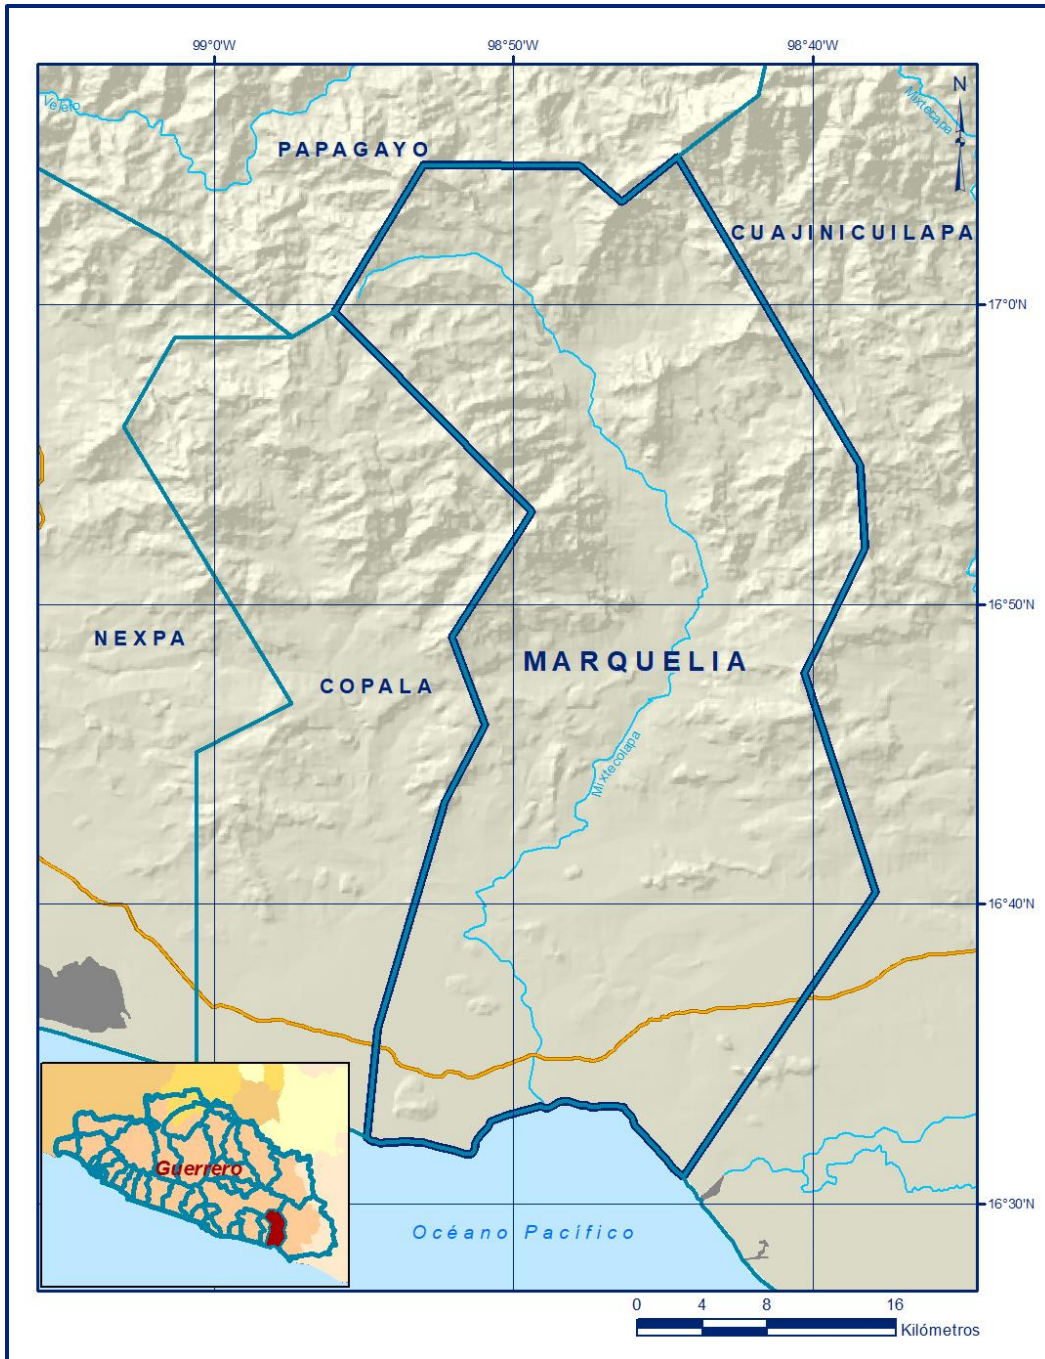 99°0'W
98°50'W
98°40'W
N
Velero
Mixtecapa
PAPAGAYO
CUAJINICUILAPA
17°0'N
16°50'N
NEXPA
MARQUELIA
COPALA
Mixtecolapa
16°40'N
Guerrero
16°30'N
Océano Pacífico
0 4 8 16
Kilómetros